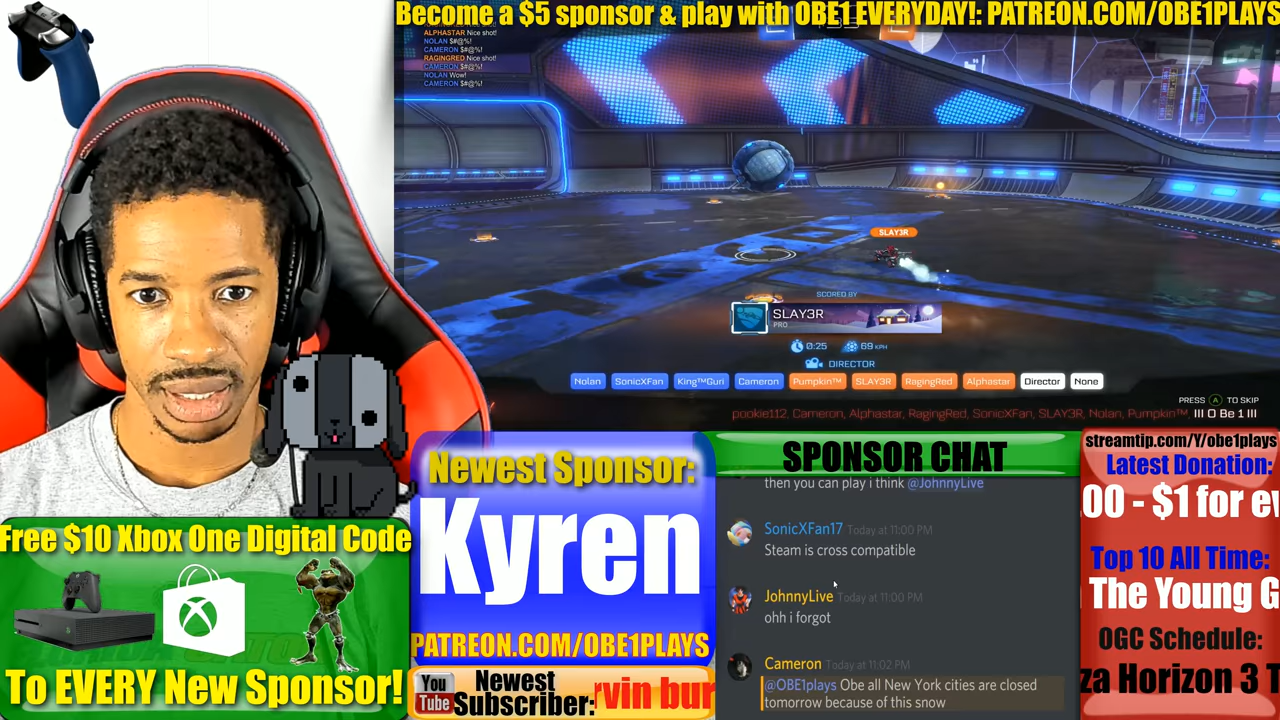 Become a $5 sponsor & play with OBE1 EVERYDAY!: PATREON.COM/OBE1PLAYS
ALPHASTAR Nice shot!
NOLAN $#@%!
CAMERON $#@%!
RAGINGRED Nice shot!
CAMERON $#@%!
NOLAN Wow!
CAMERON $#@%!
SLAY3R
SCORED BY
SLAY3R
PRO
0:25 69 KPH
DIRECTOR
Nolan SonicXFan King™Guri Cameron Pumpkin™ SLAY3R RagingRed Alphastar Director None
PRESS A TO SKIP
pookie112, Cameron, Alphastar, RagingRed, SonicXFan, SLAY3R, Nolan, Pumpkin™, III O Be 1 III
Newest Sponsor:
Kyren
PATREON.COM/OBE1PLAYS
You Tube Newest Subscriber: rvin bur
SPONSOR CHAT
then you can play i think @JohnnyLive
SonicXFan17 Today at 11:00 PM
Steam is cross compatible
JohnnyLive Today at 11:00 PM
ohh i forgot
Cameron Today at 11:02 PM
@OBE1plays Obe all New York cities are closed
tomorrow because of this snow
streamtip.com/Y/obe1plays
Latest Donation:
.00 - $1 for ev
Top 10 All Time:
The Young G
OGC Schedule:
za Horizon 3 T
Free $10 Xbox One Digital Code
To EVERY New Sponsor!